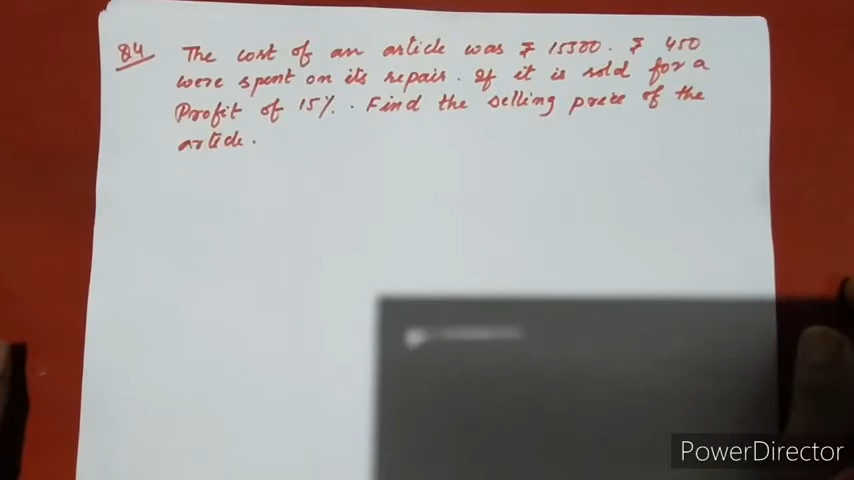 Q4 The cost of an article was ₹ 15500. ₹ 450
were spent on its repair. If it is sold for a
Profit of 15%. Find the selling price of the
article.
PowerDirector